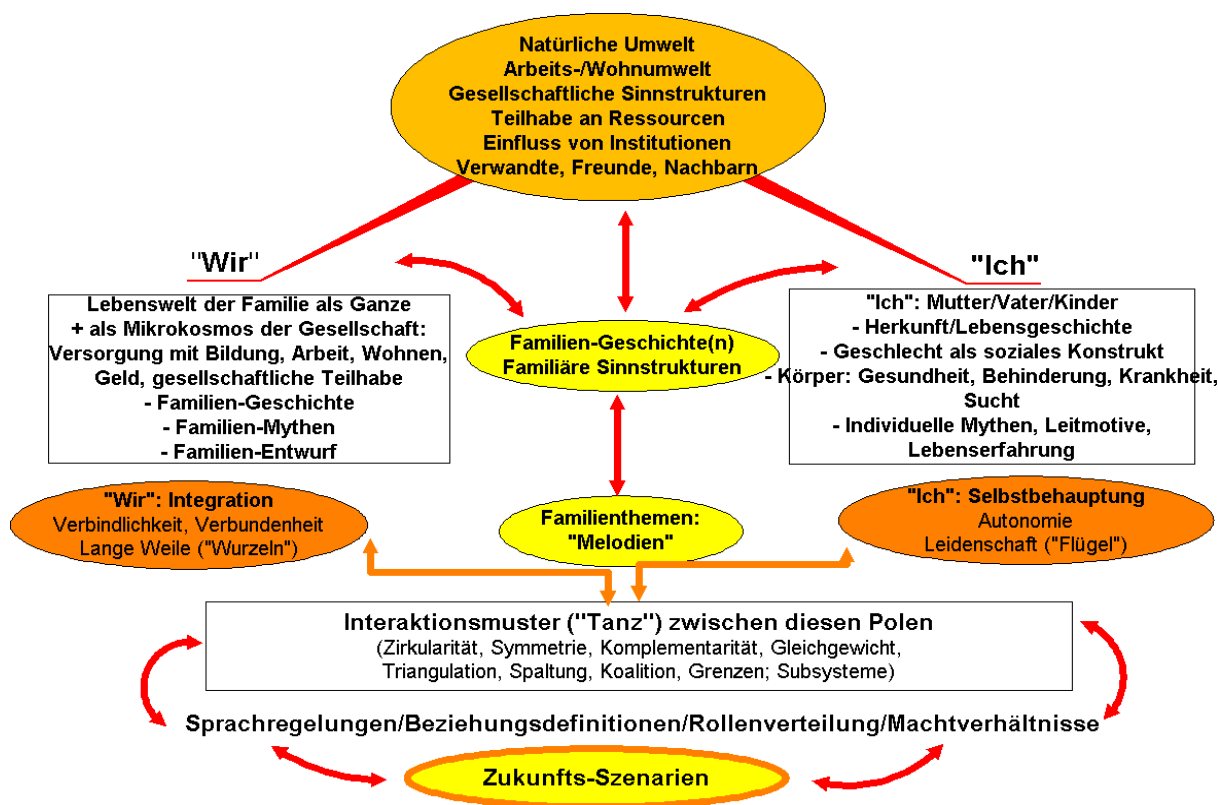 Natürliche Umwelt
Arbeits-/Wohnumwelt
Gesellschaftliche Sinnstrukturen
Teilhabe an Ressourcen
Einfluss von Institutionen
Verwandte, Freunde, Nachbarn
"Wir"
"Ich"
Lebenswelt der Familie als Ganze
+ als Mikrokosmos der Gesellschaft:
Versorgung mit Bildung, Arbeit, Wohnen,
Geld, gesellschaftliche Teilhabe
- Familien-Geschichte
- Familien-Mythen
- Familien-Entwurf
Familien-Geschichte(n)
Familiäre Sinnstrukturen
"Ich": Mutter/Vater/Kinder
- Herkunft/Lebensgeschichte
- Geschlecht als soziales Konstrukt
- Körper: Gesundheit, Behinderung, Krankheit,
Sucht
- Individuelle Mythen, Leitmotive,
Lebenserfahrung
"Wir": Integration
Verbindlichkeit, Verbundenheit
Lange Weile ("Wurzeln")
Familienthemen:
"Melodien"
"Ich": Selbstbehauptung
Autonomie
Leidenschaft ("Flügel")
Interaktionsmuster ("Tanz") zwischen diesen Polen
(Zirkularität, Symmetrie, Komplementarität, Gleichgewicht,
Triangulation, Spaltung, Koalition, Grenzen; Subsysteme)
Sprachregelungen/Beziehungsdefinitionen/Rollenverteilung/Machtverhältnisse
Zukunfts-Szenarien